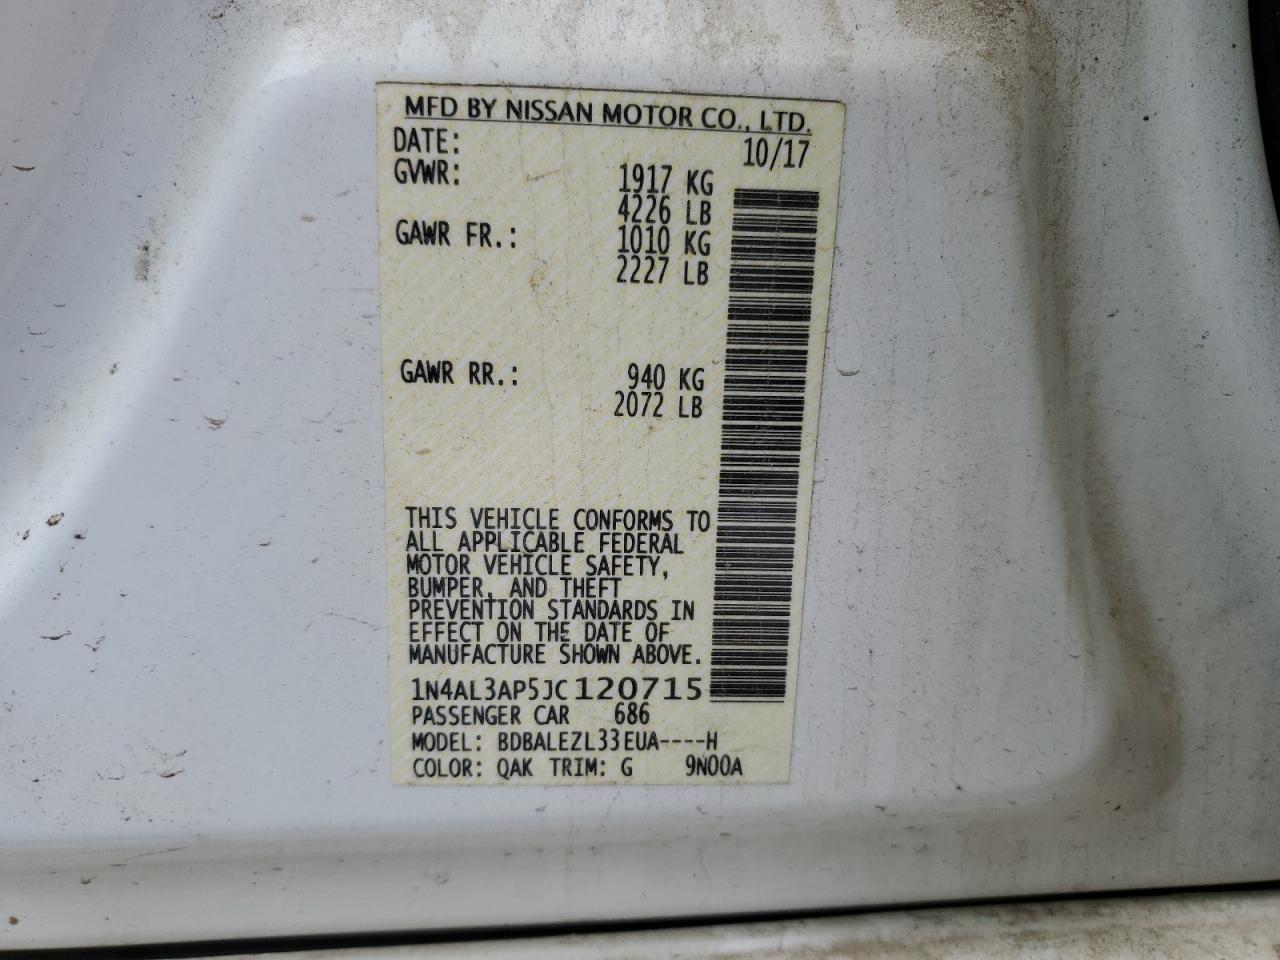 MFD BY NISSAN MOTOR CO., LTD.
DATE: 10/17
GVWR: 1917 KG
4226 LB
GAWR FR.: 1010 KG
2227 LB
GAWR RR.: 940 KG
2072 LB
THIS VEHICLE CONFORMS TO
ALL APPLICABLE FEDERAL
MOTOR VEHICLE SAFETY,
BUMPER, AND THEFT
PREVENTION STANDARDS IN
EFFECT ON THE DATE OF
MANUFACTURE SHOWN ABOVE.
1N4AL3AP5JC120715
PASSENGER CAR 686
MODEL: BDBALEZL33EUA----H
COLOR: QAK TRIM: G 9N00A